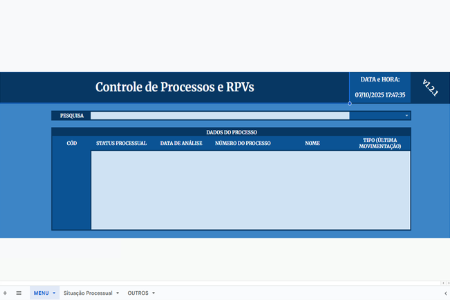 Controle de Processos e RPVs
DATA e HORA:
07/10/2025 17:47:35
v1.2.1
PESQUISA
DADOS DO PROCESSO
CÓD
STATUS PROCESSUAL
DATA DE ANÁLISE
NÚMERO DO PROCESSO
NOME
TIPO (ÚLTIMA
MOVIMENTAÇÃO)
MENU
Situação Processual
OUTROS